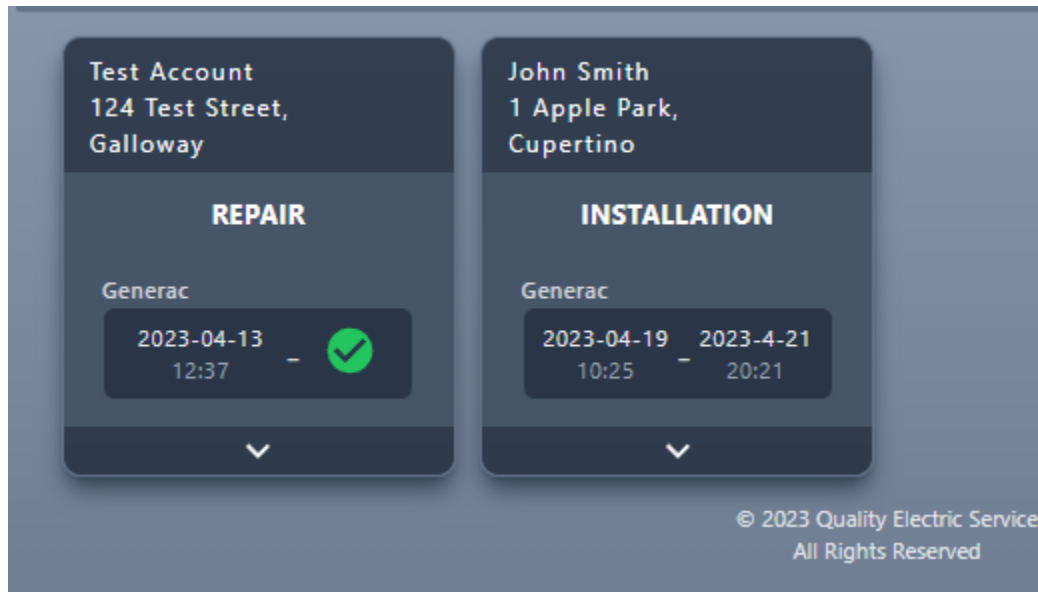 Test Account
124 Test Street,
Galloway
REPAIR
Generac
2023-04-13
12:37
–
John Smith
1 Apple Park,
Cupertino
INSTALLATION
Generac
2023-04-19 – 2023-4-21
10:25 20:21
© 2023 Quality Electric Service
All Rights Reserved